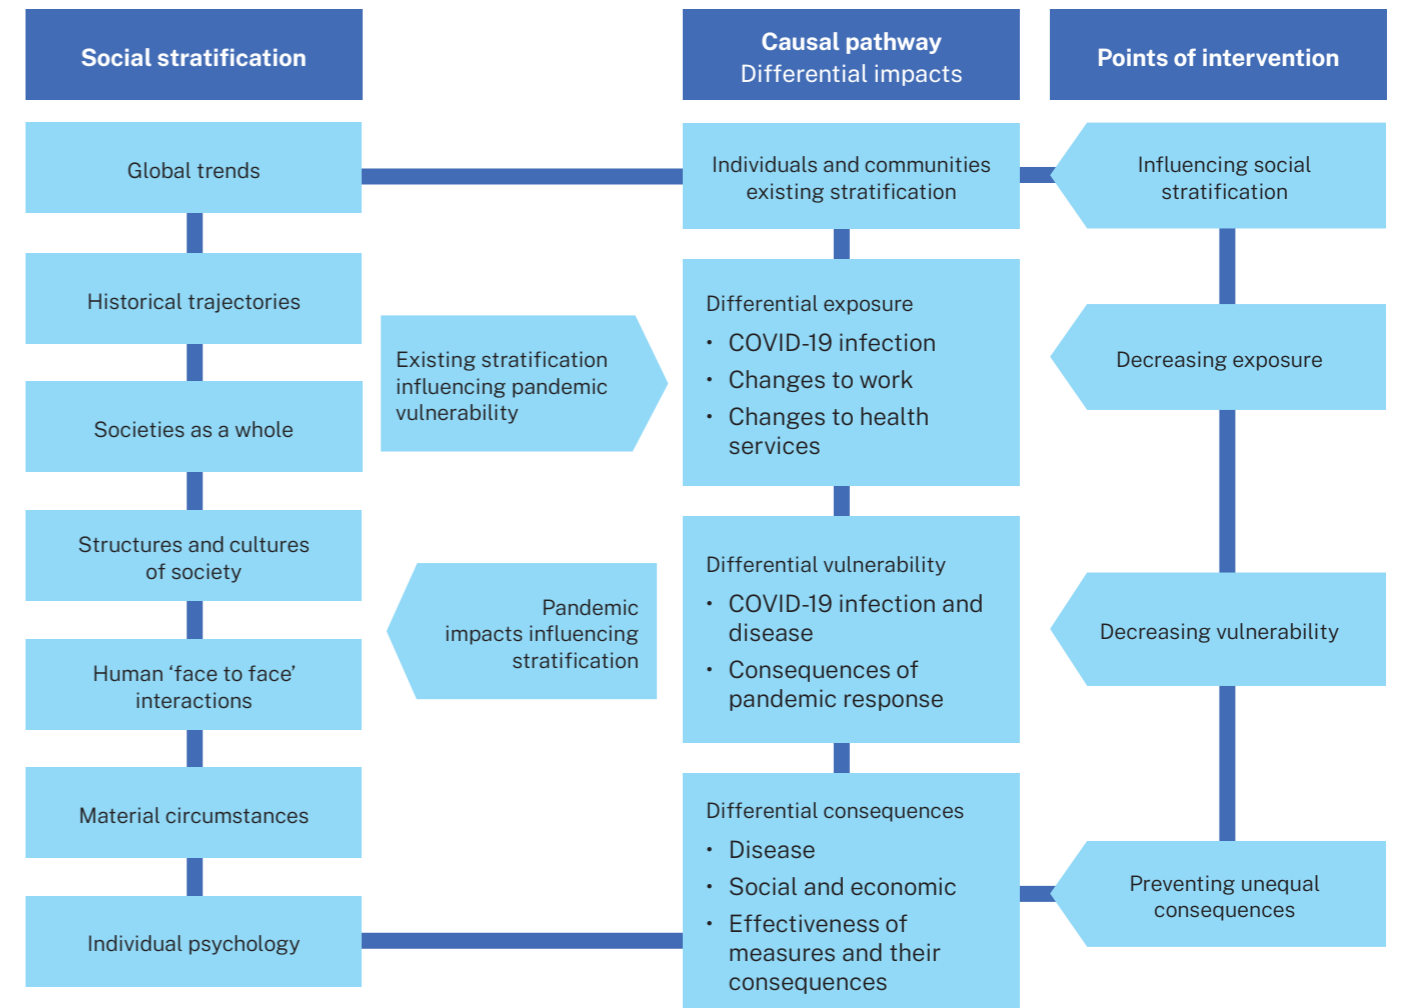 Social stratification
Causal pathway
Differential impacts
Points of intervention
Global trends
Historical trajectories
Societies as a whole
Structures and cultures
of society
Human ‘face to face’
interactions
Material circumstances
Individual psychology
Existing stratification
influencing pandemic
vulnerability
Pandemic
impacts influencing
stratification
Individuals and communities
existing stratification
Differential exposure
• COVID-19 infection
• Changes to work
• Changes to health
services
Differential vulnerability
• COVID-19 infection and
disease
• Consequences of
pandemic response
Differential consequences
• Disease
• Social and economic
• Effectiveness of
measures and their
consequences
Influencing social
stratification
Decreasing exposure
Decreasing vulnerability
Preventing unequal
consequences